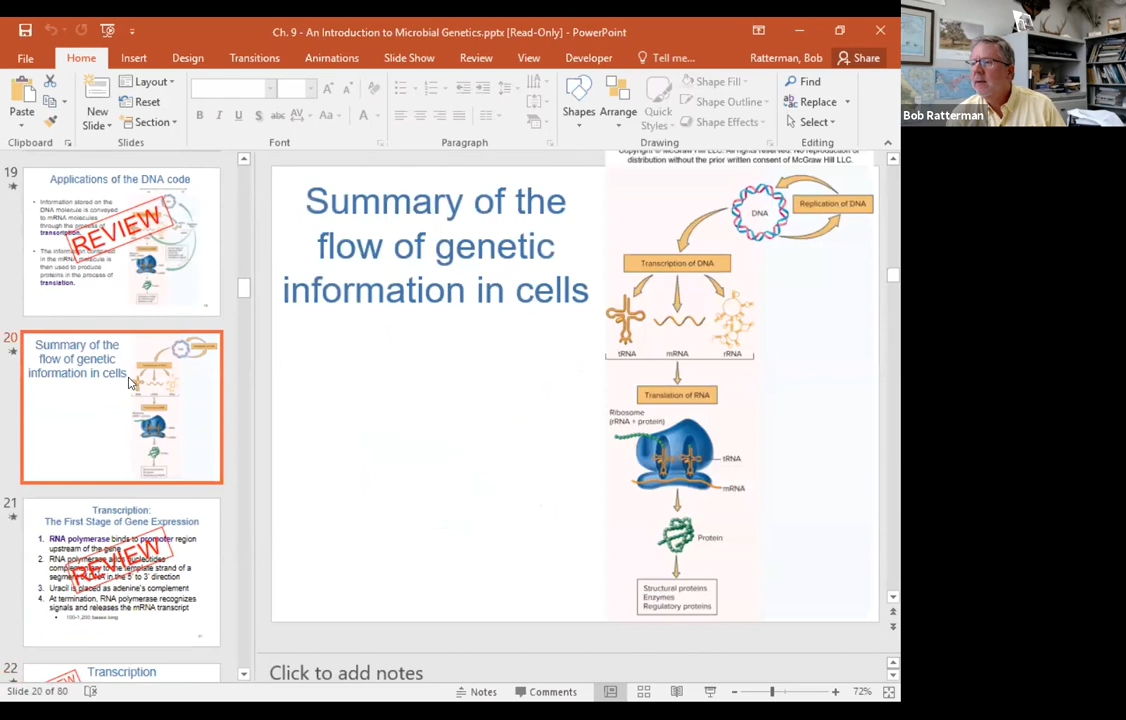 Ch. 9 - An Introduction to Microbial Genetics.pptx [Read-Only] - PowerPoint
File
Home
Insert
Design
Transitions
Animations
Slide Show
Review
View
Developer
Tell me...
Ratterman, Bob
Share
Paste
New
Slide
Layout
Reset
Section
B I U S abc AV Aa A
Shapes
Arrange
Quick
Styles
Shape Fill
Shape Outline
Shape Effects
Find
Replace
Select
Clipboard
Slides
Font
Paragraph
Drawing
Editing
Bob Ratterman
19
Applications of the DNA code
Information stored on the
DNA molecule is conveyed
to mRNA molecules
through the process of
transcription.
The information
in the mRNA molecule is
then used to produce
proteins in the process of
translation.
REVIEW
20
Summary of the
flow of genetic
information in cells
21
Transcription:
The First Stage of Gene Expression
1. RNA polymerase binds to promoter region
upstream of the gene
2. RNA polymerase nucleotides
complementary to the template strand of a
segment of DNA in the 5' to 3' direction
3. Uracil is placed as adenine's complement
4. At termination, RNA polymerase recognizes
signals and releases the mRNA transcript
100-1,200 bases long
REVIEW
22
Transcription
Copyright © McGraw Hill LLC. All rights reserved. No reproduction or
distribution without the prior written consent of McGraw Hill LLC.
Summary of the
flow of genetic
information in cells
DNA
Replication of DNA
Transcription of DNA
tRNA
mRNA
rRNA
Translation of RNA
Ribosome
(rRNA + protein)
tRNA
mRNA
Protein
Structural proteins
Enzymes
Regulatory proteins
Click to add notes
Slide 20 of 80
Notes
Comments
72%